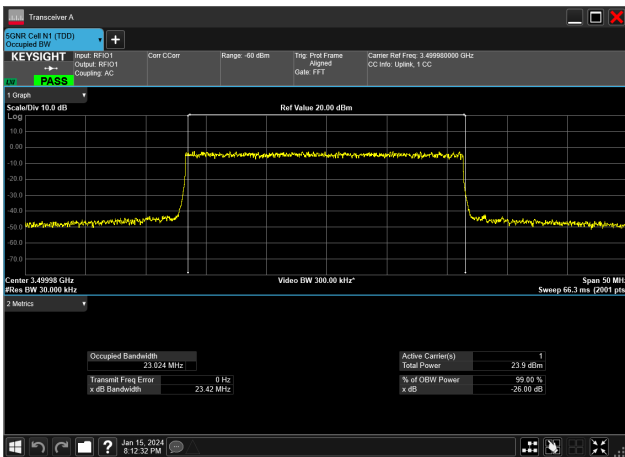 Transceiver A
5GNR Cell N1 (TDD)
Occupied BW
KEYSIGHT
PASS
Input: RFIO1
Output: RFIO1
Coupling: AC
Corr CCorr
Range: -60 dBm
Trig: Prot Frame
Aligned
Gate: FFT
Carrier Ref Freq: 3.499980000 GHz
CC Info: Uplink, 1 CC
1 Graph
Scale/Div 10.0 dB
Ref Value 20.00 dBm
Log
10.0
0.00
-10.0
-20.0
-30.0
-40.0
-50.0
-60.0
-70.0
Center 3.49998 GHz
Video BW 300.00 kHz*
Span 50 MHz
#Res BW 30.000 kHz
Sweep 66.3 ms (2001 pts
2 Metrics
Occupied Bandwidth
23.024 MHz
Transmit Freq Error 0 Hz
x dB Bandwidth 23.42 MHz
Active Carrier(s) 1
Total Power 23.9 dBm
% of OBW Power 99.00 %
x dB -26.00 dB
?
Jan 15, 2024
8:12:32 PM